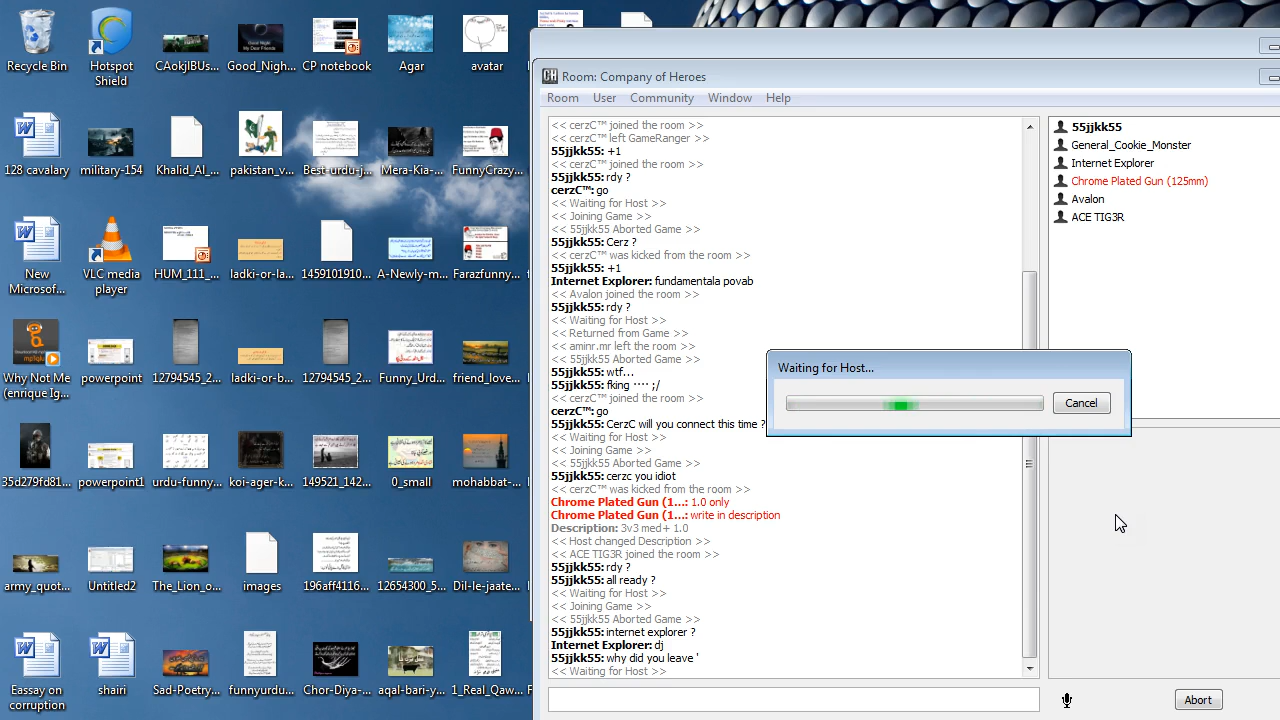 Recycle Bin
Hotspot
Shield
CAokjlBUs...
Good_Nigh...
CP notebook
Agar
avatar
128 cavalary
military-154
Khalid_Al_...
pakistan_v...
Best-urdu-j...
Mera-Kia-...
FunnyCrazy...
New
Microsof...
VLC media
player
HUM_111_...
ladki-or-la...
1459101910...
A-Newly-m...
Farazfunny...
Why Not Me
(enrique Ig...
powerpoint
12794545_2...
ladki-or-b...
12794545_2...
Funny_Urd...
friend_love...
35d279fd81...
powerpoint1
urdu-funny...
koi-ager-k...
149521_142...
0_small
mohabbat-...
army_quot...
Untitled2
The_Lion_o...
images
196aff4116...
12654300_5...
Dil-le-jaate...
Eassay on
corruption
shairi
Sad-Poetry...
funnyurdu...
Chor-Diya-...
aqal-bari-y...
1_Real_Qaw...
Room: Company of Heroes
Room User Community Window Help
<< cerzC™ joined the room >>
<< cerzC™ left the room >>
55jjkk55: +1
<< cerzC™ joined the room >>
55jjkk55: rdy ?
cerzC™: go
<< Waiting for Host >>
<< Joining Game >>
<< 55jjkk55 Aborted Game >>
55jjkk55: Cerz ?
<< cerzC™ was kicked from the room >>
55jjkk55: +1
Internet Explorer: fundamentala povab
<< Avalon joined the room >>
55jjkk55: rdy ?
<< Waiting for Host >>
<< Returned from Game >>
<< aminr.mr left the room >>
<< 55jjkk55 Aborted Game >>
55jjkk55: wtf...
55jjkk55: fking ···· ;/
<< cerzC™ joined the room >>
cerzC™: go
55jjkk55: CerzC will you connect this time ?
<< Waiting for Host >>
<< Joining Game >>
<< 55jjkk55 Aborted Game >>
55jjkk55: cerzc you idiot
<< cerzC™ was kicked from the room >>
Chrome Plated Gun (1...: 1.0 only
Chrome Plated Gun (1...: write in description
Description: 3v3 med+ 1.0
<< Host Changed Description >>
<< ACE TIG3R joined the room >>
55jjkk55: rdy ?
55jjkk55: all ready ?
<< Waiting for Host >>
<< Joining Game >>
<< 55jjkk55 Aborted Game >>
55jjkk55: internet explorer ?
Internet Explorer: yo
55jjkk55: why did you leave ?
<< Waiting for Host >>
55jjkk55
General_Cookie_Pro
Internet Explorer
Chrome Plated Gun (125mm)
ACE TIG3R
Waiting for Host...
Cancel
Abort